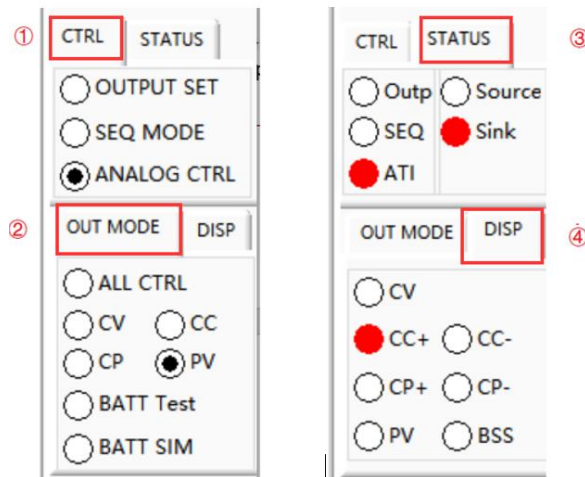 ① CTRL STATUS
OUTPUT SET
SEQ MODE
ANALOG CTRL
② OUT MODE DISP
ALL CTRL
CV CC
CP PV
BATT Test
BATT SIM
CTRL STATUS ③
Outp Source
SEQ Sink
ATI
OUT MODE DISP ④
CV
CC+ CC-
CP+ CP-
PV BSS